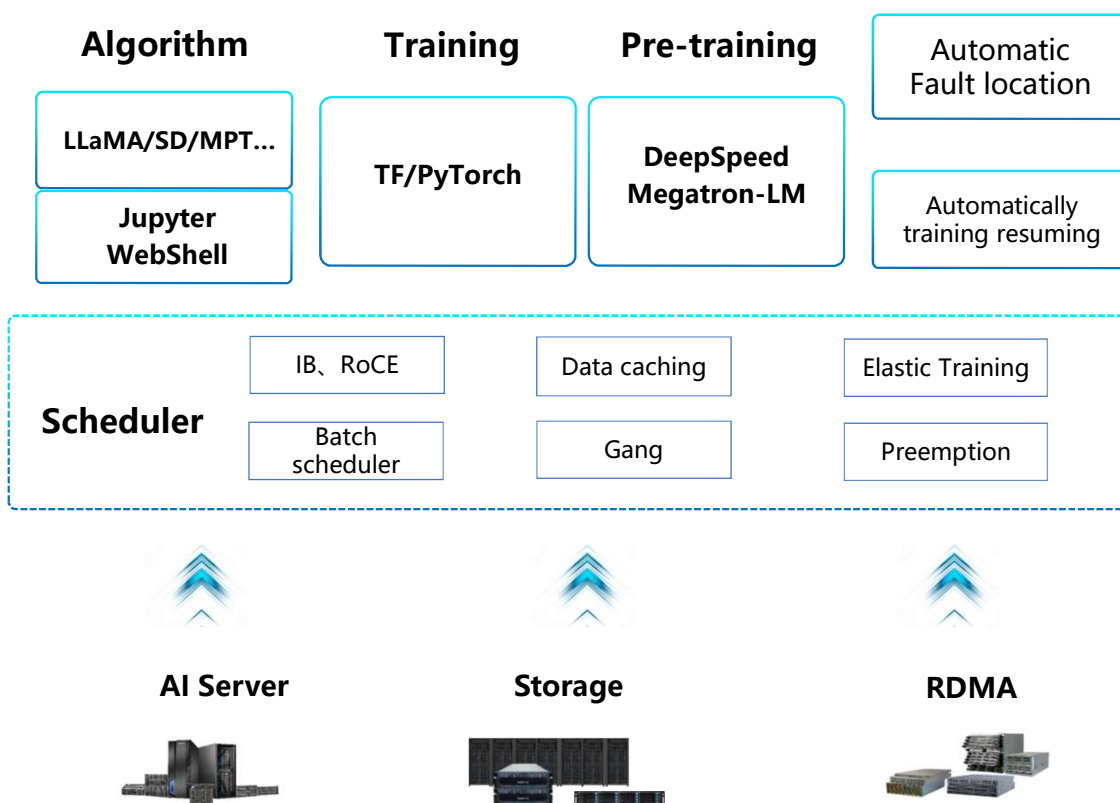 Algorithm
Training
Pre-training
Automatic
Fault location
LLaMA/SD/MPT...
Jupyter
WebShell
TF/PyTorch
DeepSpeed
Megatron-LM
Automatically
training resuming
Scheduler
IB、RoCE
Data caching
Elastic Training
Batch
scheduler
Gang
Preemption
AI Server
Storage
RDMA